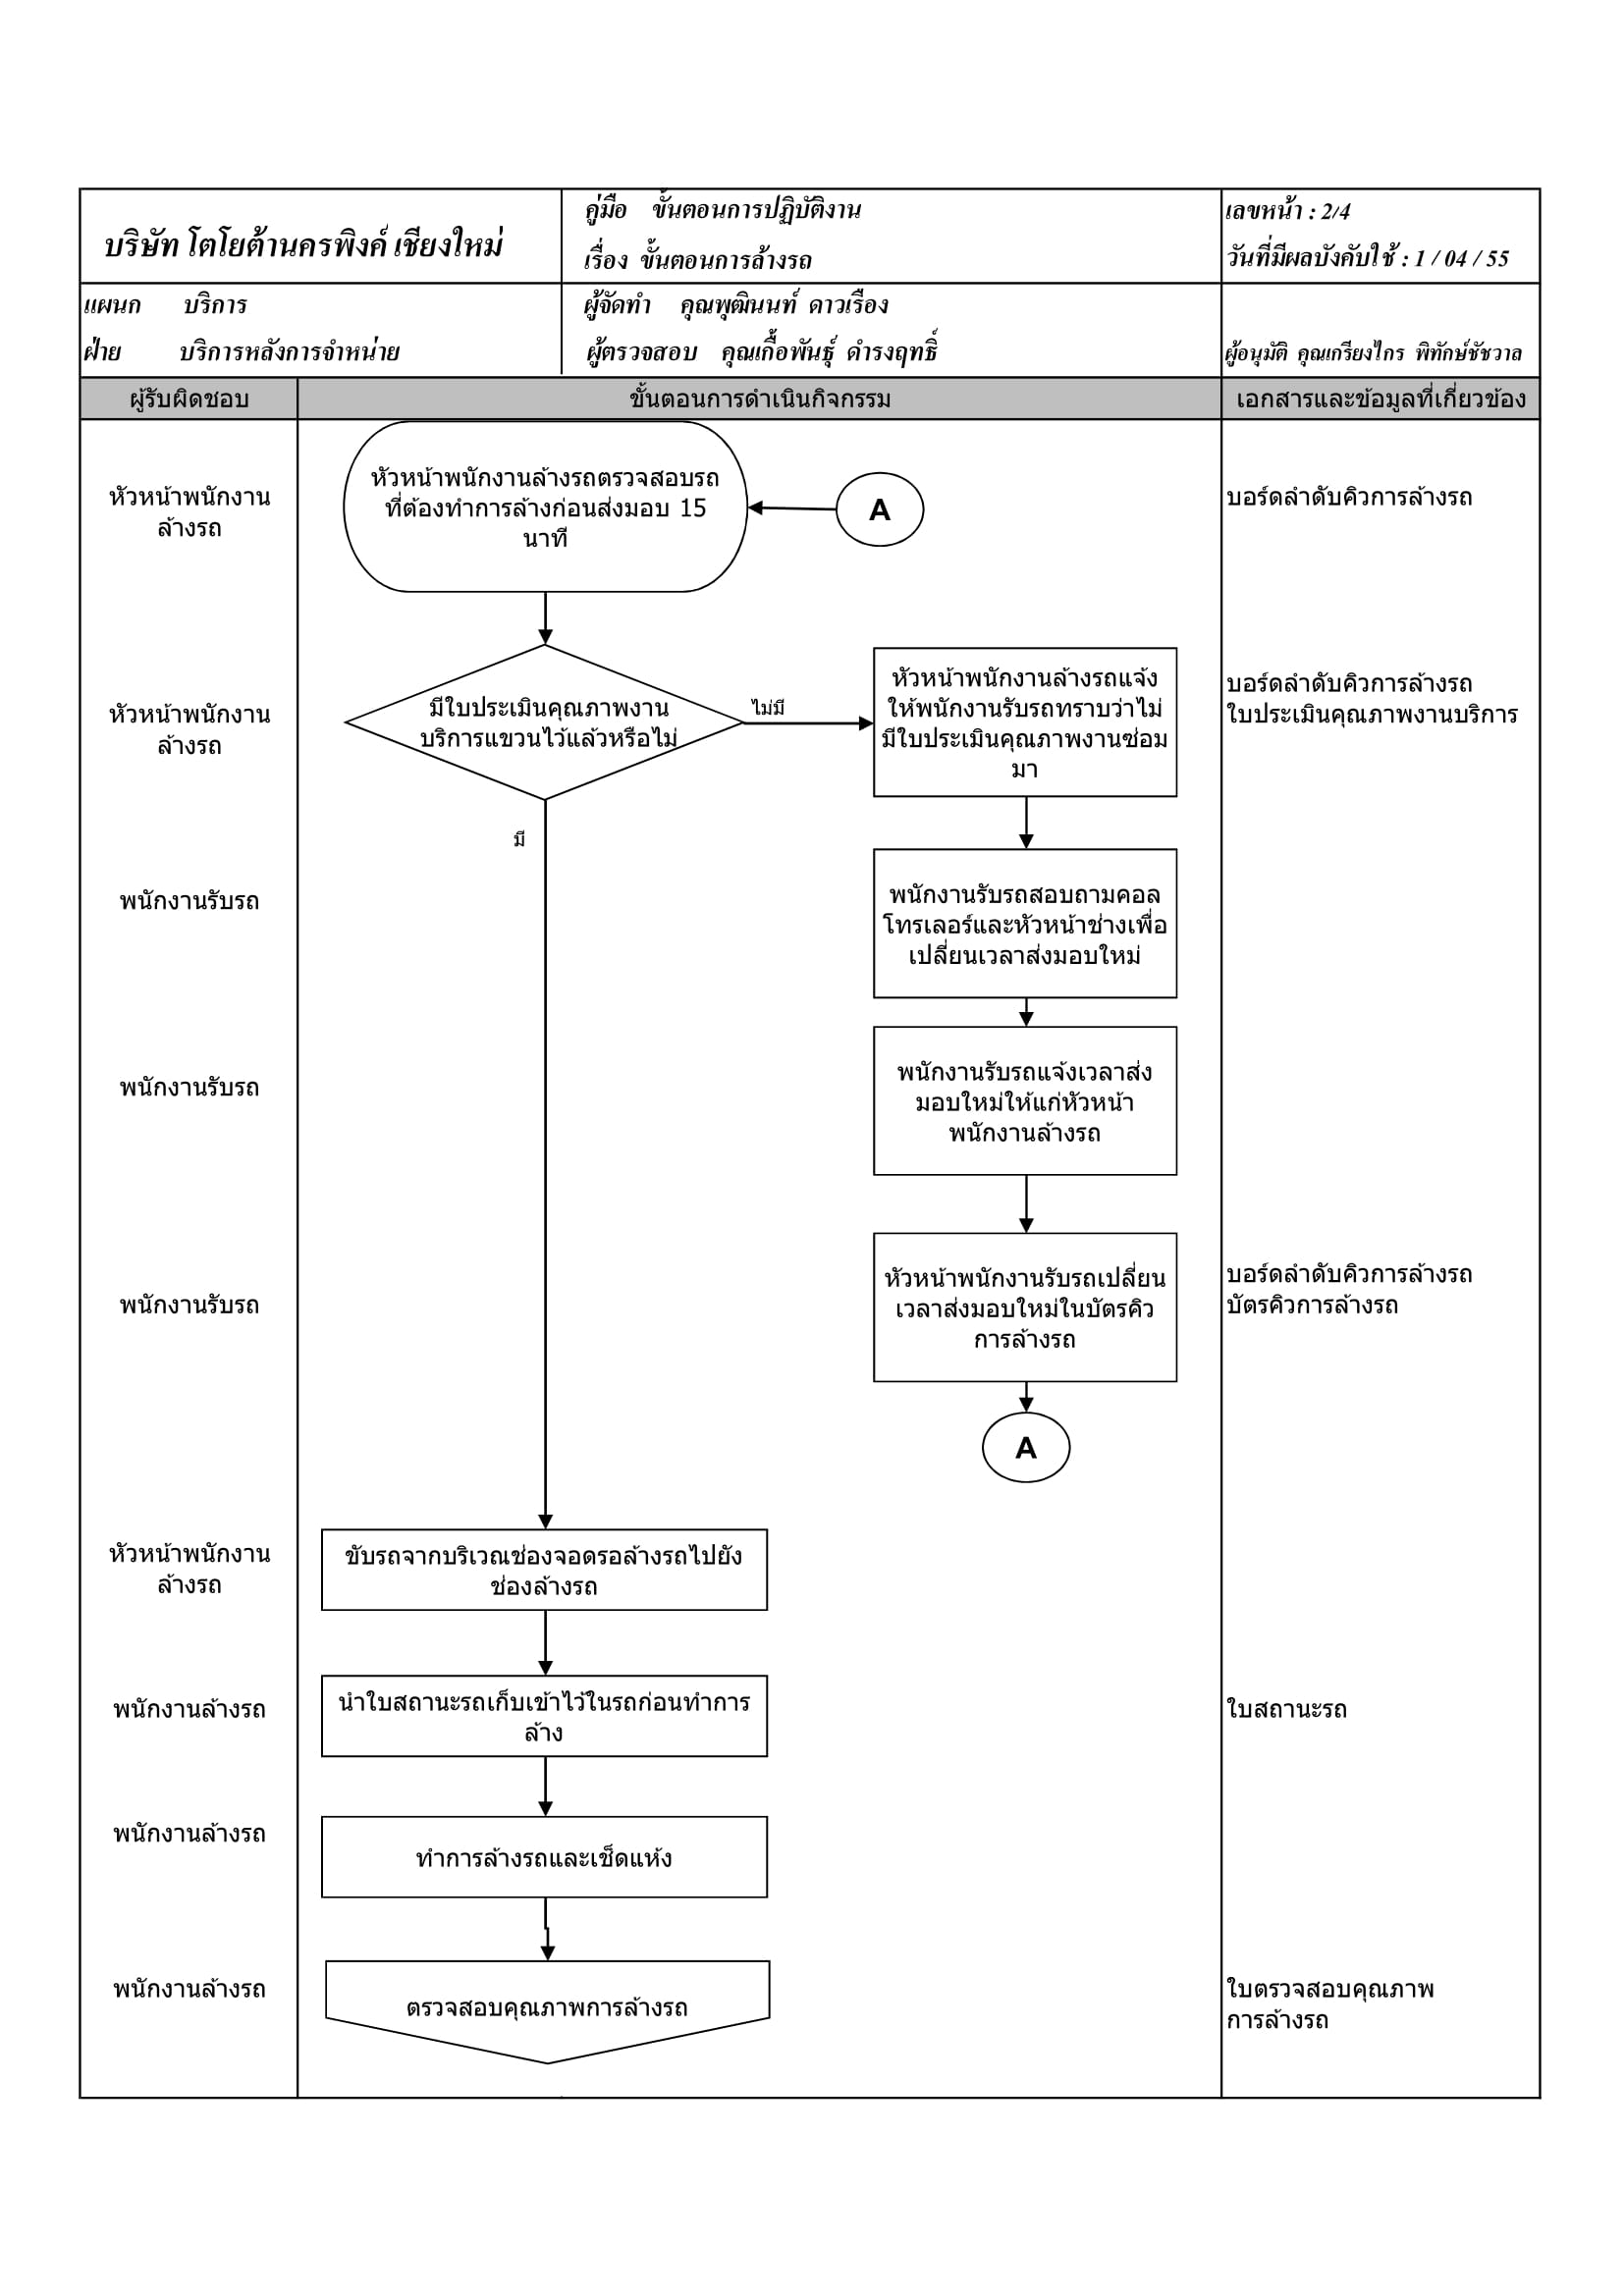 บริษัท โตโยต้านครพิงค์ เชียงใหม่
คู่มือ ขั้นตอนการปฏิบัติงาน
เรื่อง ขั้นตอนการล้างรถ
เลขหน้า : 2/4
วันที่มีผลบังคับใช้ : 1 / 04 / 55
แผนก บริการ
ฝ่าย บริการหลังการจำหน่าย
ผู้จัดทำ คุณพุฒินนท์ ดาวเรือง
ผู้ตรวจสอบ คุณเกื้อพันธุ์ ดำรงฤทธิ์
ผู้อนุมัติ คุณเกรียงไกร พิทักษ์ชัชวาล
ผู้รับผิดชอบ
ขั้นตอนการดำเนินกิจกรรม
เอกสารและข้อมูลที่เกี่ยวข้อง
หัวหน้าพนักงาน
ล้างรถ
หัวหน้าพนักงานล้างรถตรวจสอบรถ
ที่ต้องทำการล้างก่อนส่งมอบ 15
นาที
A
บอร์ดลำดับคิวการล้างรถ
หัวหน้าพนักงาน
ล้างรถ
มีใบประเมินคุณภาพงาน
บริการแขวนไว้แล้วหรือไม่
ไม่มี
มี
หัวหน้าพนักงานล้างรถแจ้ง
ให้พนักงานรับรถทราบว่าไม่
มีใบประเมินคุณภาพงานซ่อม
มา
บอร์ดลำดับคิวการล้างรถ
ใบประเมินคุณภาพงานบริการ
พนักงานรับรถ
พนักงานรับรถสอบถามคอล
โทรเลอร์และหัวหน้าช่างเพื่อ
เปลี่ยนเวลาส่งมอบใหม่
พนักงานรับรถ
พนักงานรับรถแจ้งเวลาส่ง
มอบใหม่ให้แก่หัวหน้า
พนักงานล้างรถ
พนักงานรับรถ
หัวหน้าพนักงานรับรถเปลี่ยน
เวลาส่งมอบใหม่ในบัตรคิว
การล้างรถ
บอร์ดลำดับคิวการล้างรถ
บัตรคิวการล้างรถ
A
หัวหน้าพนักงาน
ล้างรถ
ขับรถจากบริเวณช่องจอดรอล้างรถไปยัง
ช่องล้างรถ
พนักงานล้างรถ
นำใบสถานะรถเก็บเข้าไว้ในรถก่อนทำการ
ล้าง
ใบสถานะรถ
พนักงานล้างรถ
ทำการล้างรถและเช็ดแห้ง
พนักงานล้างรถ
ตรวจสอบคุณภาพการล้างรถ
ใบตรวจสอบคุณภาพ
การล้างรถ